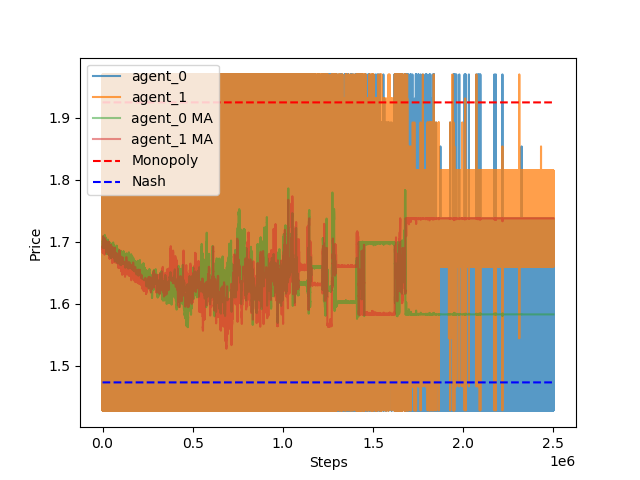 agent_0
agent_1
agent_0 MA
agent_1 MA
Monopoly
Nash
Price
1.9
1.8
1.7
1.6
1.5
0.0 0.5 1.0 1.5 2.0 2.5
Steps
1e6